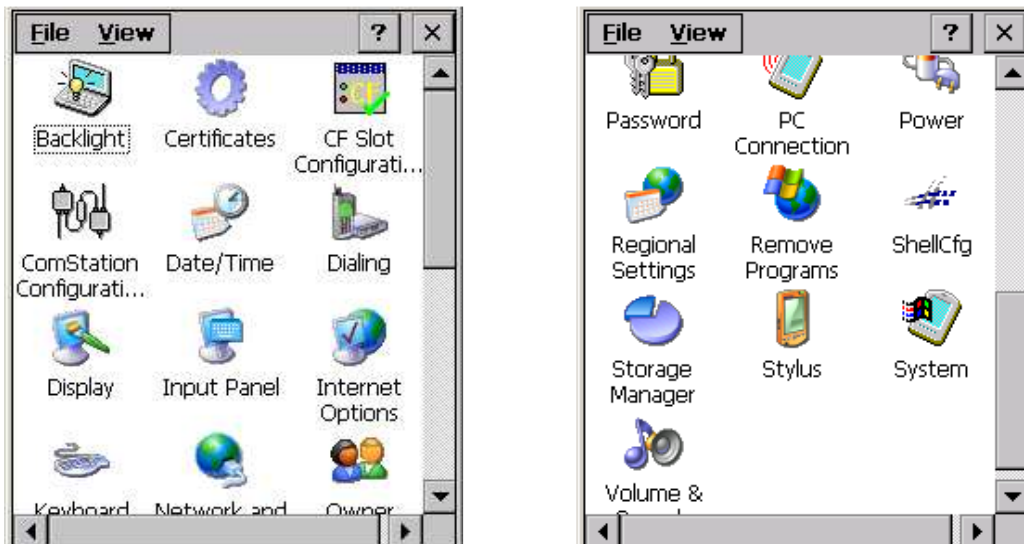 File View ? ×
CF
Backlight Certificates CF Slot
Configurati...
ComStation Date/Time Dialing
Configurati...
Display Input Panel Internet
Options
Keyboard Network and Owner
File View ? ×
Password PC Power
Connection
Regional Remove ShellCfg
Settings Programs
Storage Stylus System
Manager
Volume &